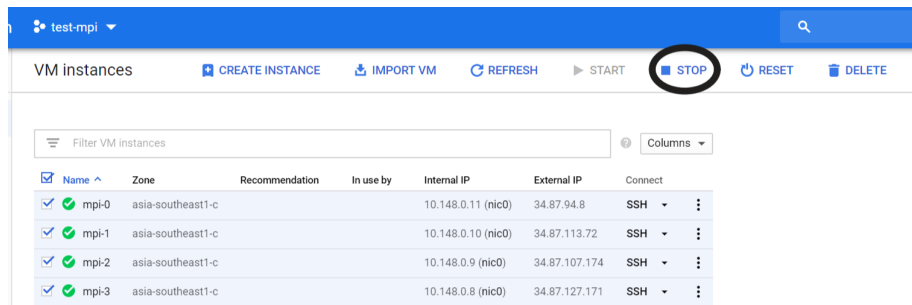 test-mpi
VM instances CREATE INSTANCE IMPORT VM REFRESH START STOP RESET DELETE
Filter VM instances Columns
Name Zone Recommendation In use by Internal IP External IP Connect
mpi-0 asia-southeast1-c 10.148.0.11 (nic0) 34.87.94.8 SSH
mpi-1 asia-southeast1-c 10.148.0.10 (nic0) 34.87.113.72 SSH
mpi-2 asia-southeast1-c 10.148.0.9 (nic0) 34.87.107.174 SSH
mpi-3 asia-southeast1-c 10.148.0.8 (nic0) 34.87.127.171 SSH